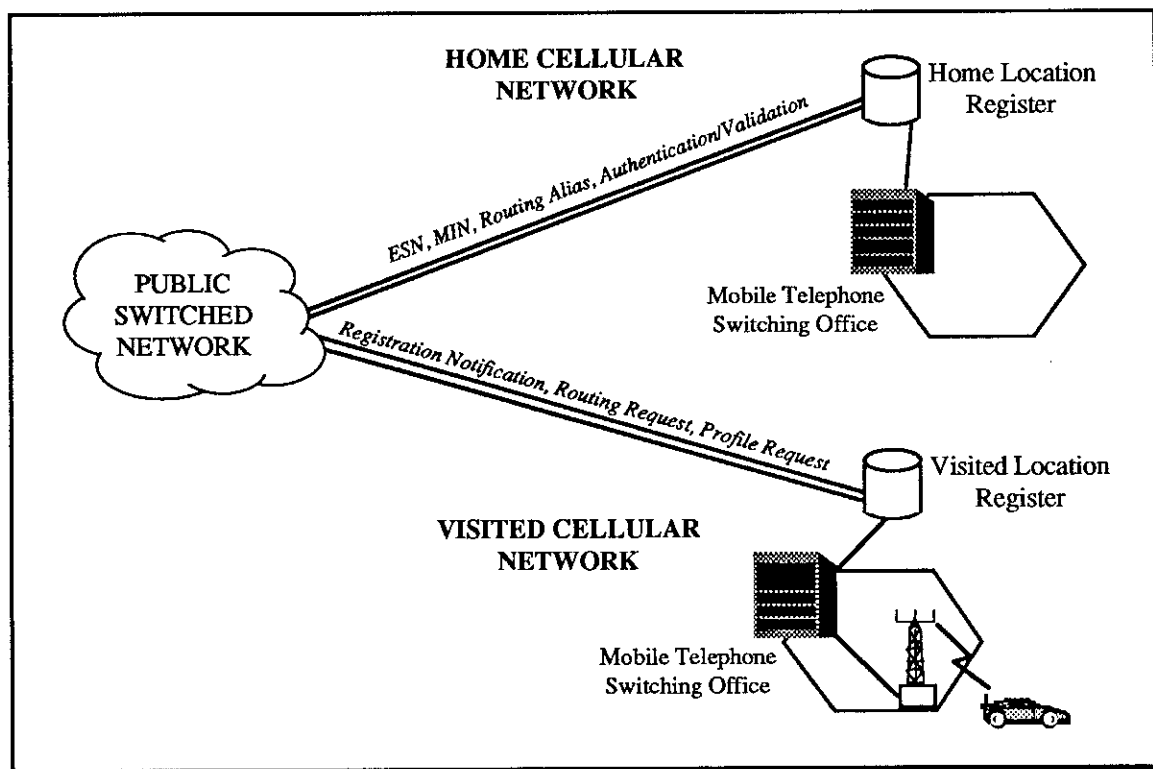 HOME CELLULAR
NETWORK
Home Location
Register
ESN, MIN, Routing Alias, Authentication/Validation
Mobile Telephone
Switching Office
PUBLIC
SWITCHED
NETWORK
Registration Notification, Routing Request, Profile Request
Visited Location
Register
VISITED CELLULAR
NETWORK
Mobile Telephone
Switching Office